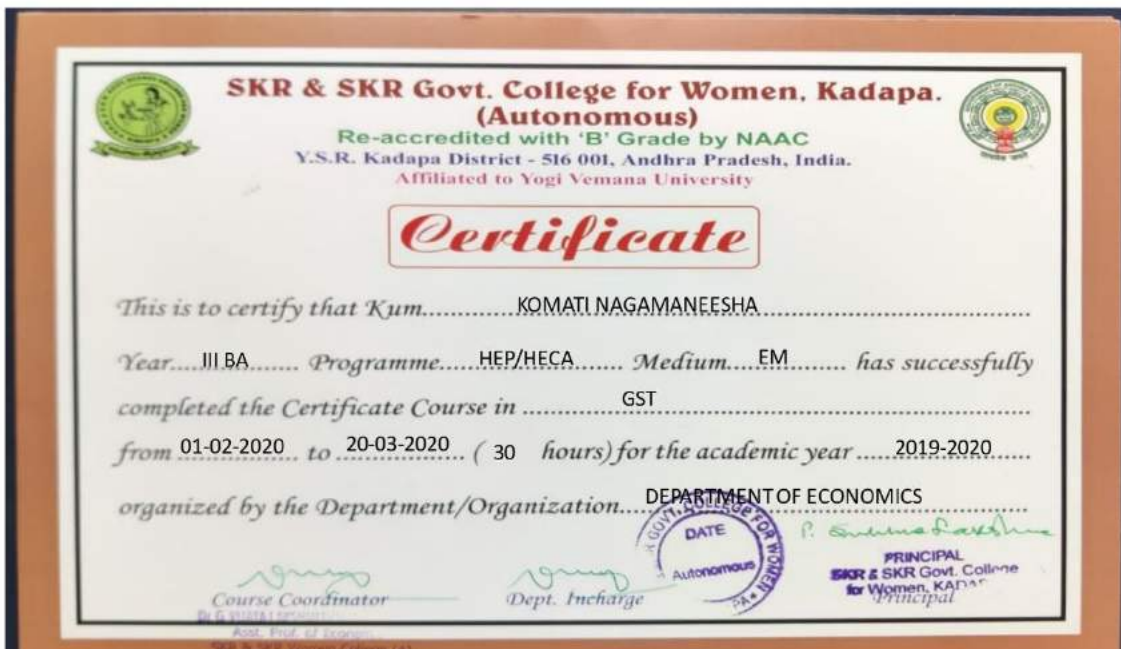 SKR & SKR Govt. College for Women, Kadapa.
(Autonomous)
Re-accredited with 'B' Grade by NAAC
Y.S.R. Kadapa District - 516 001, Andhra Pradesh, India.
Affiliated to Yogi Vemana University
Certificate
This is to certify that Kum.......... KOMATI NAGAMANEESHA ..........
Year..... III BA ..... Programme..... HEP/HECA ..... Medium..... EM ..... has successfully
completed the Certificate Course in .......... GST ..........
from 01-02-2020 to 20-03-2020 ( 30 hours) for the academic year ..... 2019-2020 .....
organized by the Department/Organization..... DEPARTMENT OF ECONOMICS
GOVT. COLLEGE FOR WOMEN
DATE
Autonomous
PRINCIPAL
SKR & SKR Govt. College
for Women,
Course Coordinator
Dept. Incharge
Principal
Asst. Prof. of